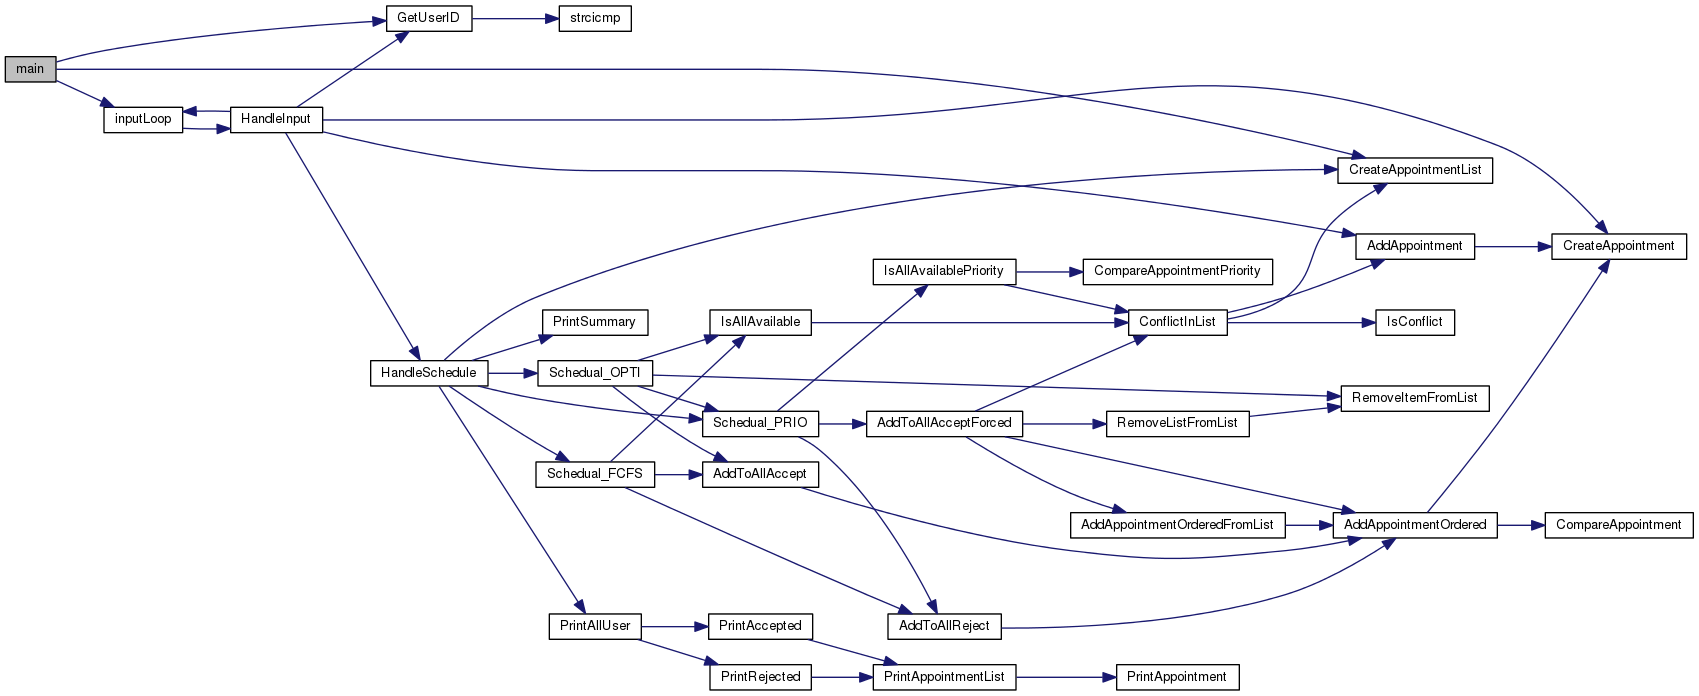 GetUserID
strcicmp
main
inputLoop
HandleInput
CreateAppointmentList
AddAppointment
CreateAppointment
IsAllAvailablePriority
CompareAppointmentPriority
PrintSummary
IsAllAvailable
ConflictInList
IsConflict
HandleSchedule
Schedual_OPTI
RemoveItemFromList
Schedual_PRIO
AddToAllAcceptForced
RemoveListFromList
Schedual_FCFS
AddToAllAccept
AddAppointmentOrderedFromList
AddAppointmentOrdered
CompareAppointment
PrintAllUser
PrintAccepted
AddToAllReject
PrintRejected
PrintAppointmentList
PrintAppointment